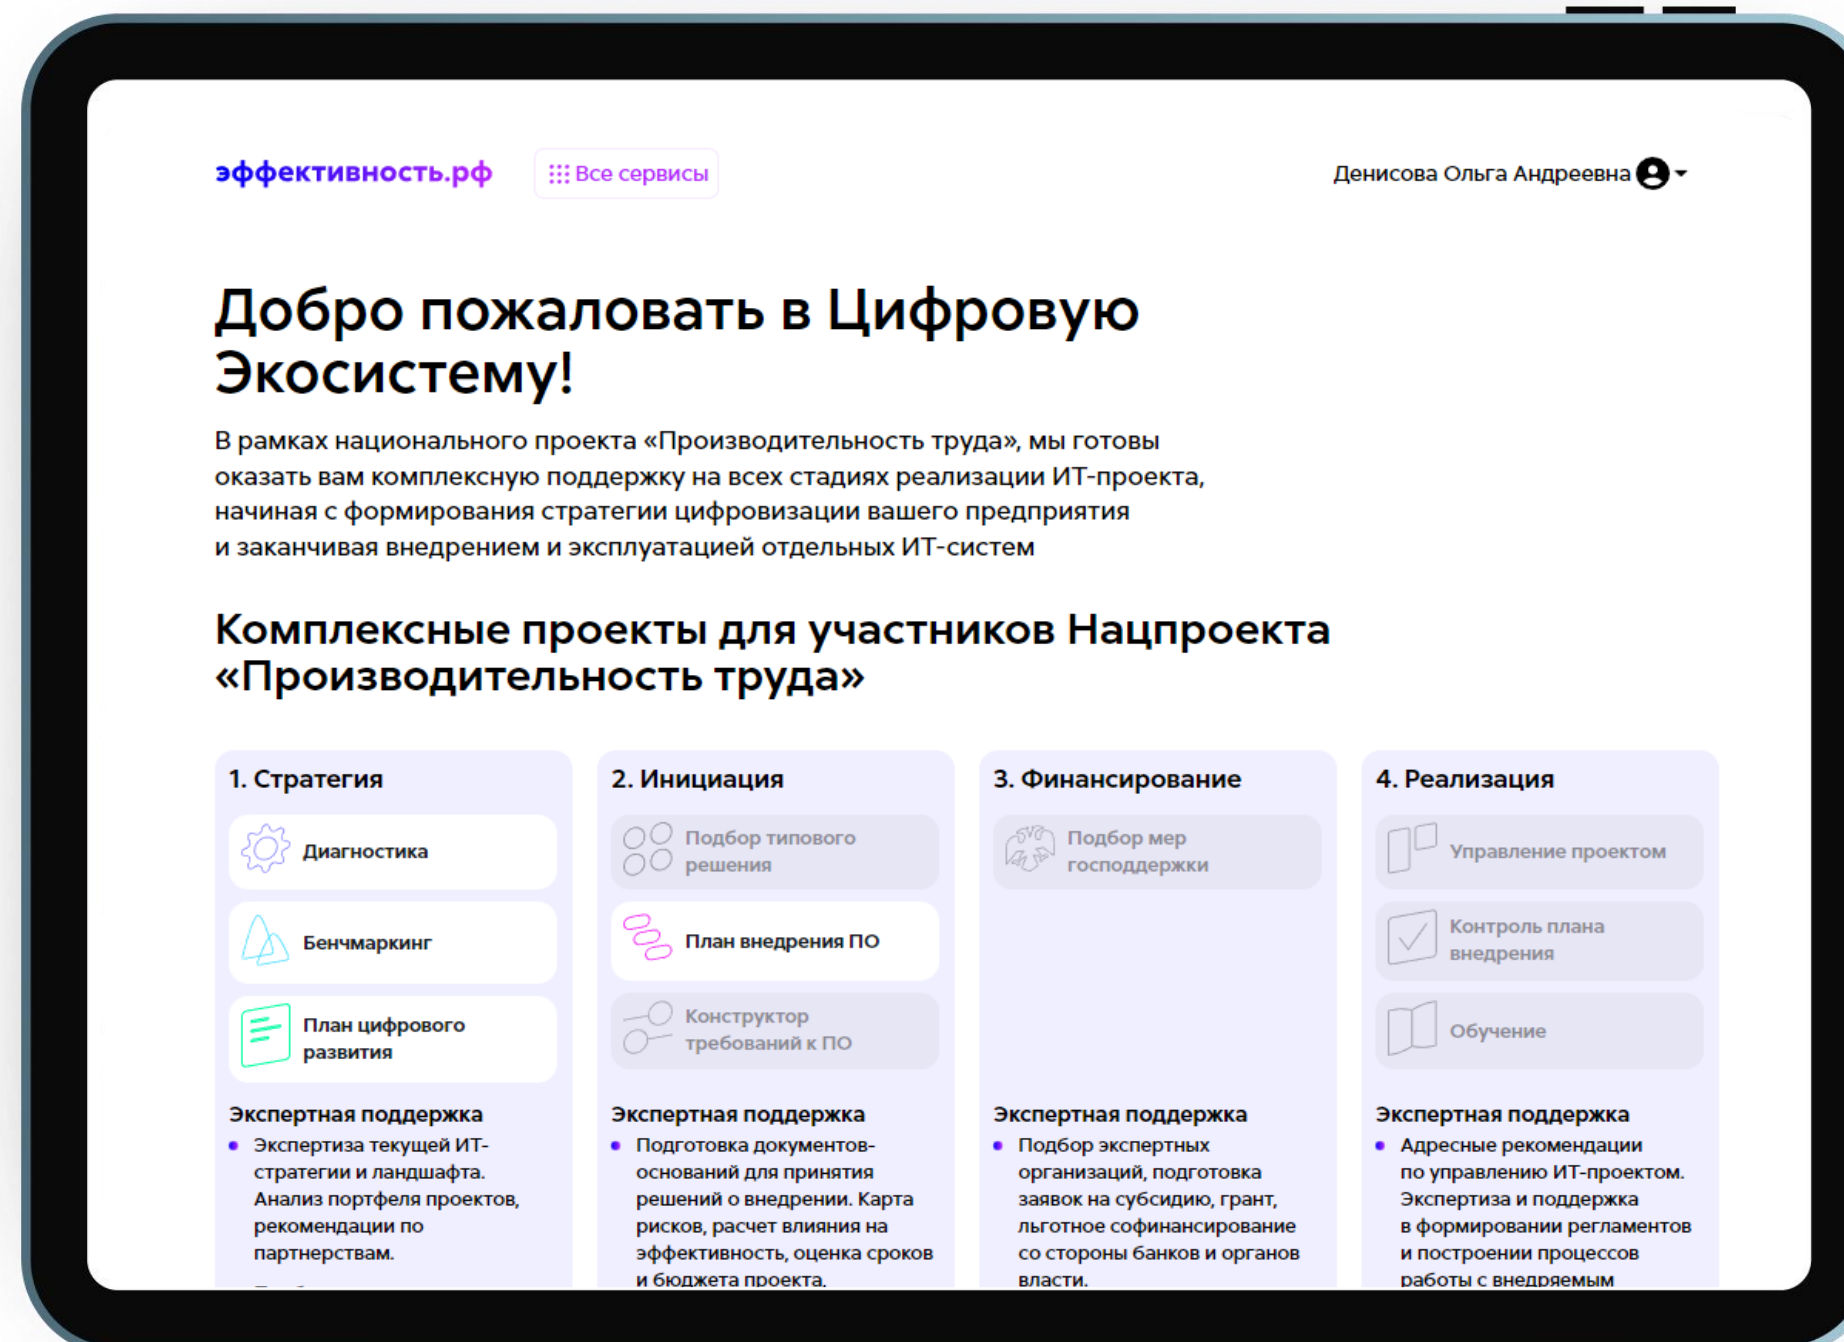 эффективность.рф
Все сервисы
Денисова Ольга Андреевна
Добро пожаловать в Цифровую
Экосистему!
В рамках национального проекта «Производительность труда», мы готовы
оказать вам комплексную поддержку на всех стадиях реализации ИТ-проекта,
начиная с формирования стратегии цифровизации вашего предприятия
и заканчивая внедрением и эксплуатацией отдельных ИТ-систем
Комплексные проекты для участников Нацпроекта
«Производительность труда»
1. Стратегия
Диагностика
Бенчмаркинг
План цифрового
развития
Экспертная поддержка
Экспертиза текущей ИТ-
стратегии и ландшафта.
Анализ портфеля проектов,
рекомендации по
партнерствам.
2. Инициация
Подбор типового
решения
План внедрения ПО
Конструктор
требований к ПО
Экспертная поддержка
Подготовка документов-
оснований для принятия
решений о внедрении. Карта
рисков, расчет влияния на
эффективность, оценка сроков
и бюджета проекта.
3. Финансирование
Подбор мер
господдержки
Экспертная поддержка
Подбор экспертных
организаций, подготовка
заявок на субсидию, грант,
льготное софинансирование
со стороны банков и органов
власти.
4. Реализация
Управление проектом
Контроль плана
внедрения
Обучение
Экспертная поддержка
Адресные рекомендации
по управлению ИТ-проектом.
Экспертиза и поддержка
в формировании регламентов
и построении процессов
работы с внедряемым